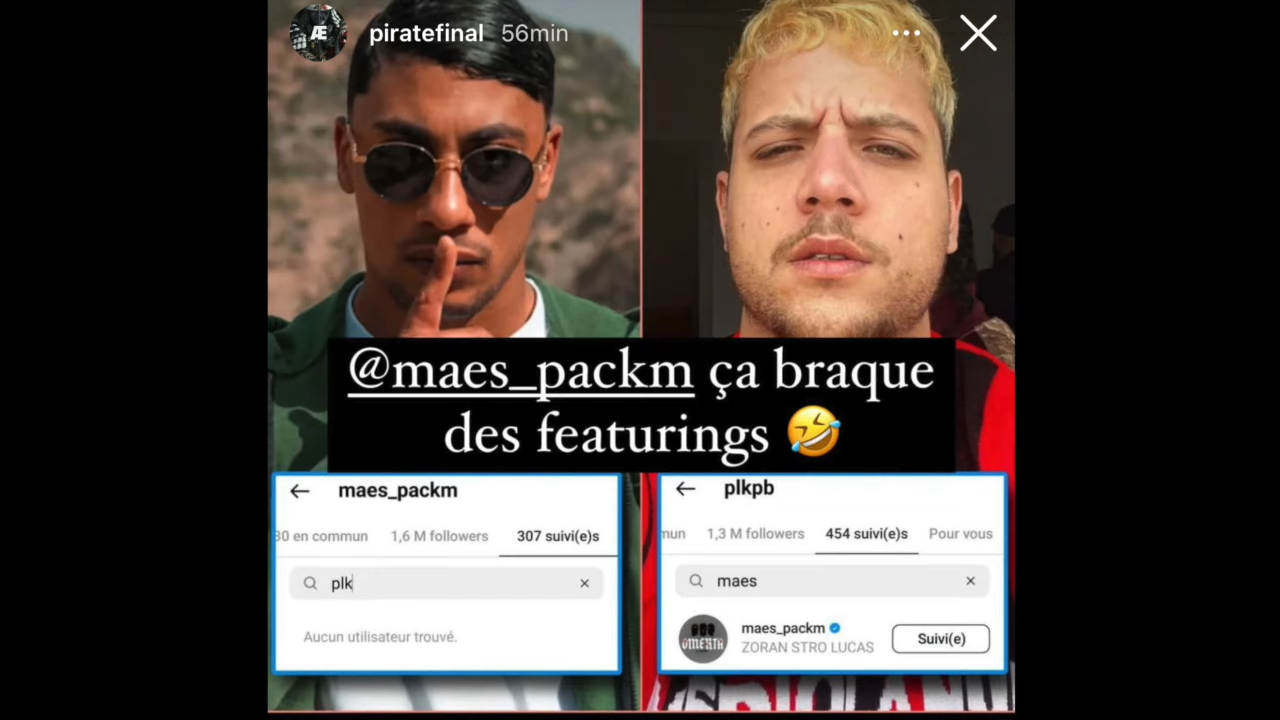 Æ piratefinal 56min
@maes_packm ça braque
des featurings 🤣
maes_packm
30 en commun 1,6 M followers 307 suivi(e)s
plk
Aucun utilisateur trouvé.
plkpb
mun 1,3 M followers 454 suivi(e)s Pour vous
maes
OMERTA
maes_packm
ZORAN STRO LUCAS
Suivi(e)